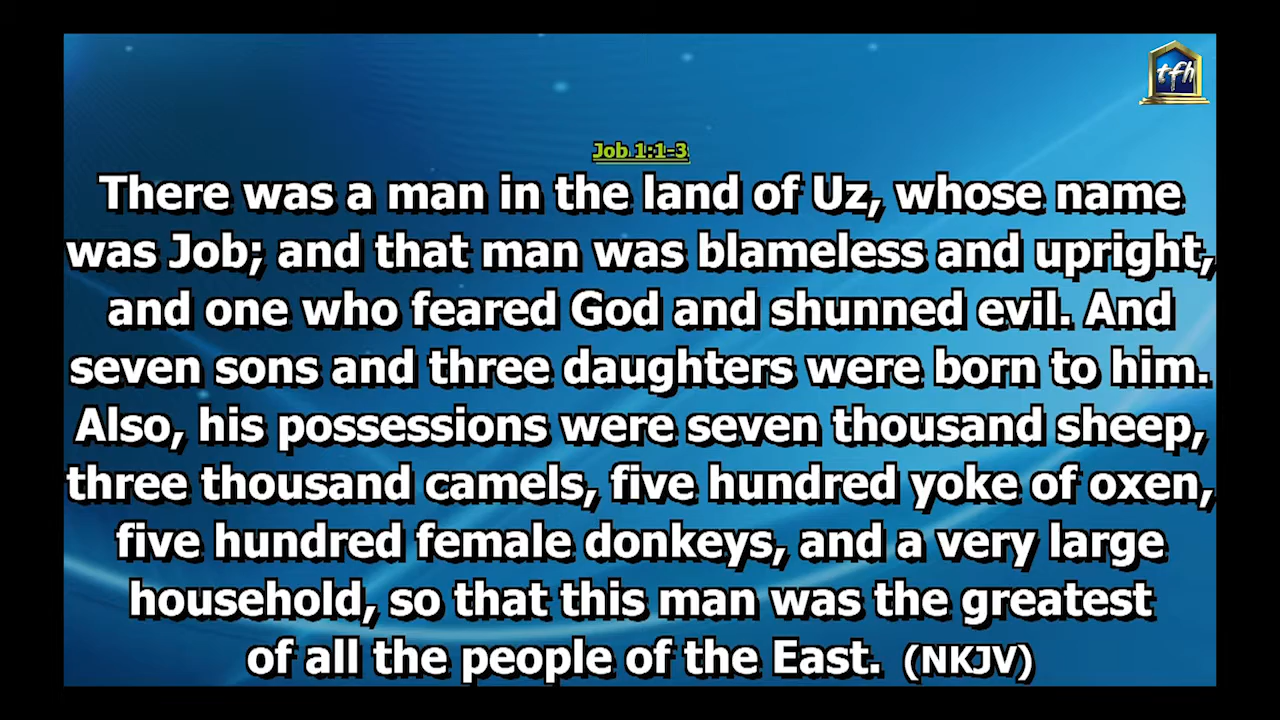 tfh
Job 1:1-3
There was a man in the land of Uz, whose name
was Job; and that man was blameless and upright,
and one who feared God and shunned evil. And
seven sons and three daughters were born to him.
Also, his possessions were seven thousand sheep,
three thousand camels, five hundred yoke of oxen,
five hundred female donkeys, and a very large
household, so that this man was the greatest
of all the people of the East. (NKJV)